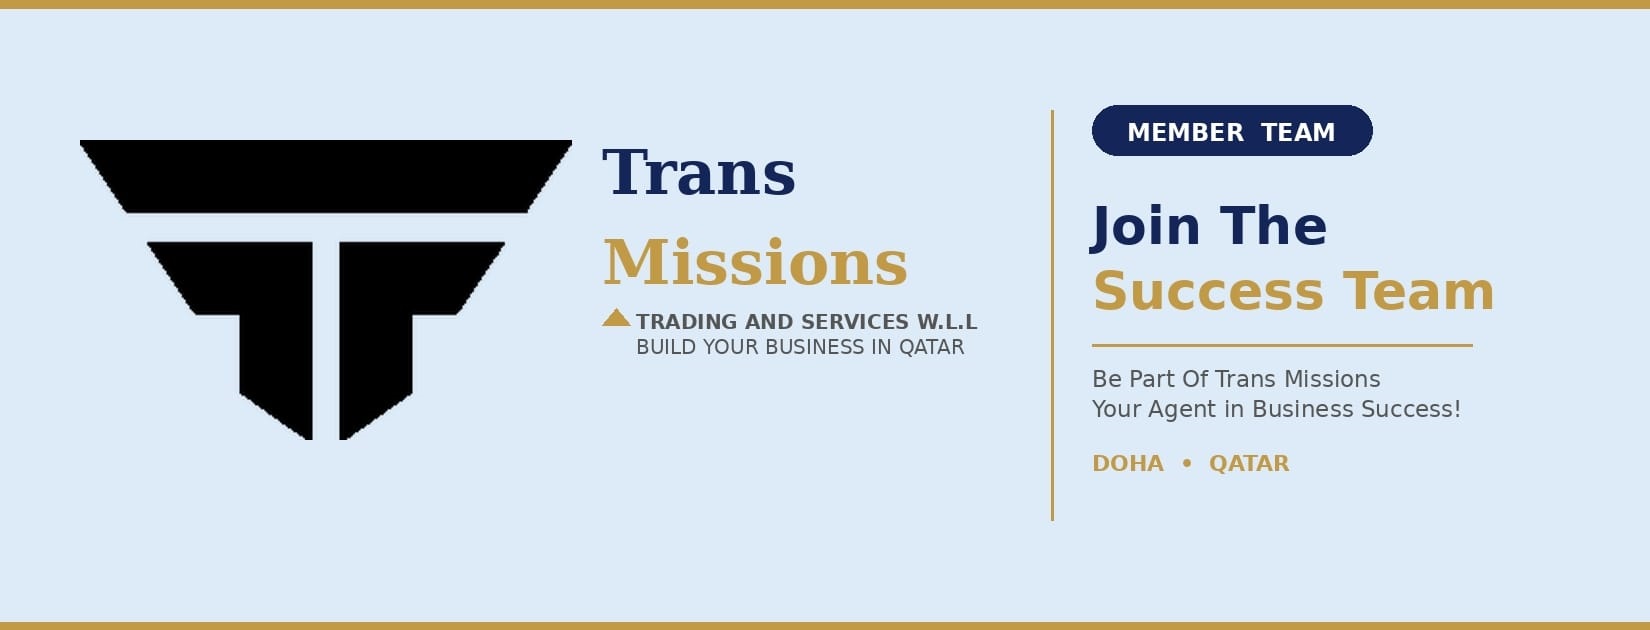 Trans
Missions
TRADING AND SERVICES W.L.L
BUILD YOUR BUSINESS IN QATAR
MEMBER TEAM
Join The
Success Team
Be Part Of Trans Missions
Your Agent in Business Success!
DOHA • QATAR